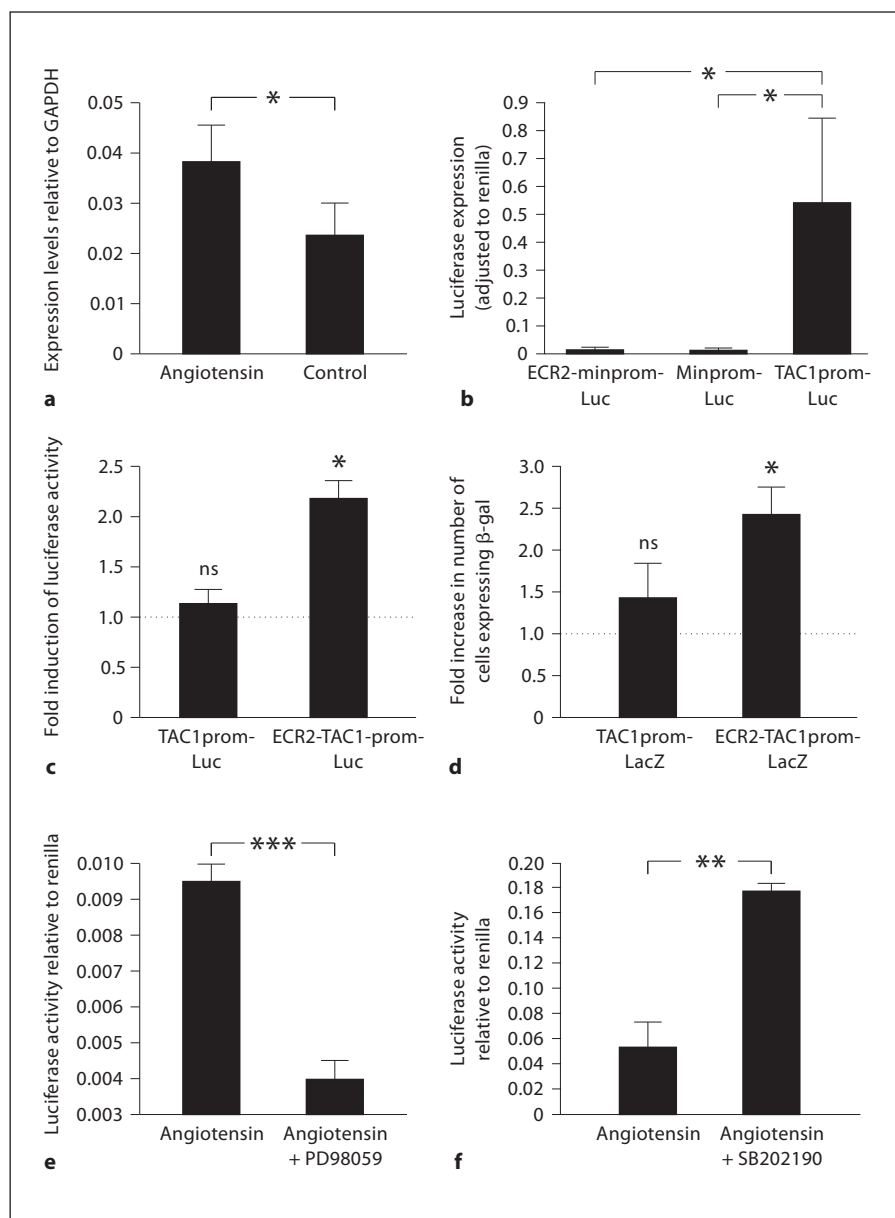 Expression levels relative to GAPDH
0.05
0.04
0.03
0.02
0.01
0
*
Angiotensin
Control
a
Luciferase expression
(adjusted to renilla)
0.9
0.8
0.7
0.6
0.5
0.4
0.3
0.2
0.1
0
*
*
ECR2-minprom-
Luc
Minprom-
Luc
TAC1prom-
Luc
b
Fold induction of luciferase activity
2.5
2.0
1.5
1.0
0.5
0
ns
*
TAC1prom-
Luc
ECR2-TAC1-prom-
Luc
c
Fold increase in number of
cells expressing β-gal
3.0
2.5
2.0
1.5
1.0
0.5
0
ns
*
TAC1prom-
LacZ
ECR2-TAC1prom-
LacZ
d
Luciferase activity relative to renilla
0.010
0.009
0.008
0.007
0.006
0.005
0.004
0.003
***
Angiotensin
Angiotensin
+ PD98059
e
Luciferase activity
relative to renilla
0.20
0.18
0.16
0.14
0.12
0.10
0.08
0.06
0.04
0.02
0
**
Angiotensin
Angiotensin
+ SB202190
f